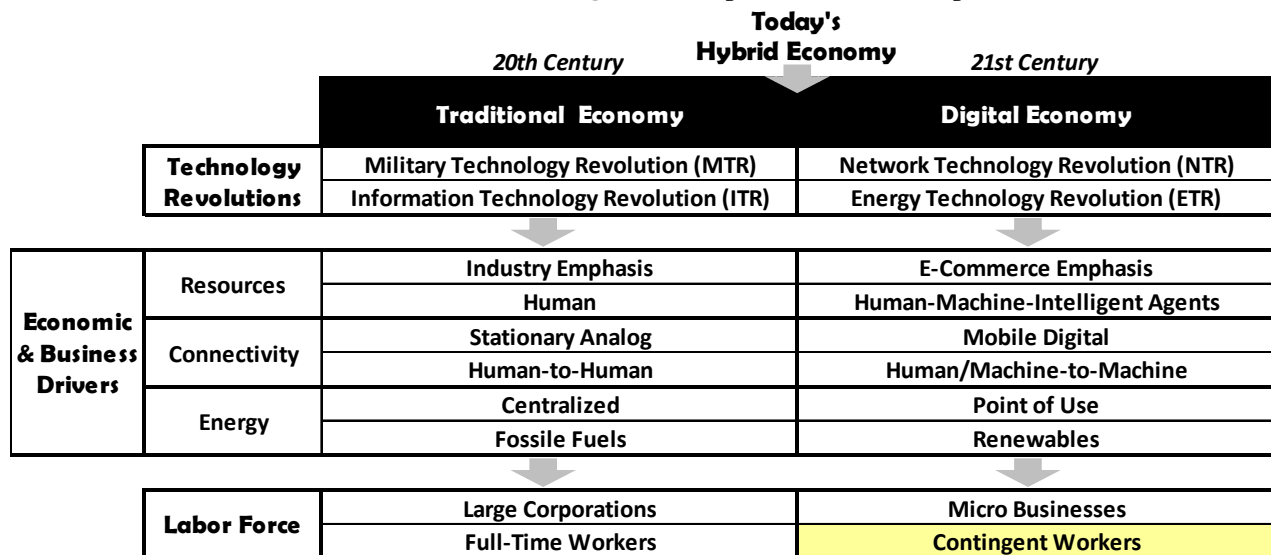 Today's
Hybrid Economy
20th Century
21st Century
Traditional Economy
Digital Economy
Technology
Revolutions
Military Technology Revolution (MTR)
Network Technology Revolution (NTR)
Information Technology Revolution (ITR)
Energy Technology Revolution (ETR)
Economic
& Business
Drivers
Resources
Industry Emphasis
E-Commerce Emphasis
Human
Human-Machine-Intelligent Agents
Connectivity
Stationary Analog
Mobile Digital
Human-to-Human
Human/Machine-to-Machine
Energy
Centralized
Point of Use
Fossile Fuels
Renewables
Labor Force
Large Corporations
Micro Businesses
Full-Time Workers
Contingent Workers